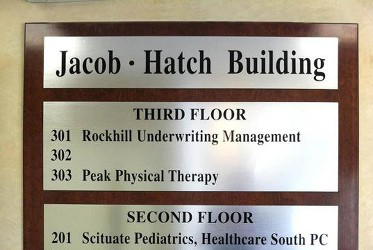 Jacob · Hatch Building
THIRD FLOOR
301 Rockhill Underwriting Management
302
303 Peak Physical Therapy
SECOND FLOOR
201 Scituate Pediatrics, Healthcare South PC